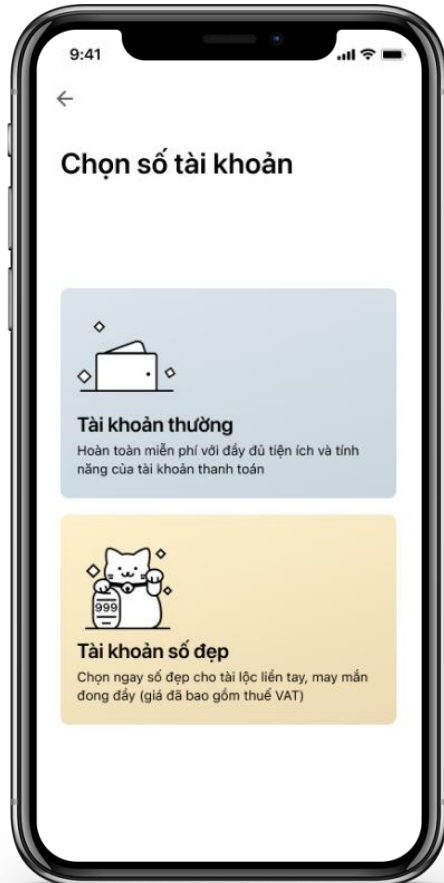 9:41
Chọn số tài khoản
Tài khoản thường
Hoàn toàn miễn phí với đầy đủ tiện ích và tính
năng của tài khoản thanh toán
999
Tài khoản số đẹp
Chọn ngay số đẹp cho tài lộc liền tay, may mắn
đong đầy (giá đã bao gồm thuế VAT)